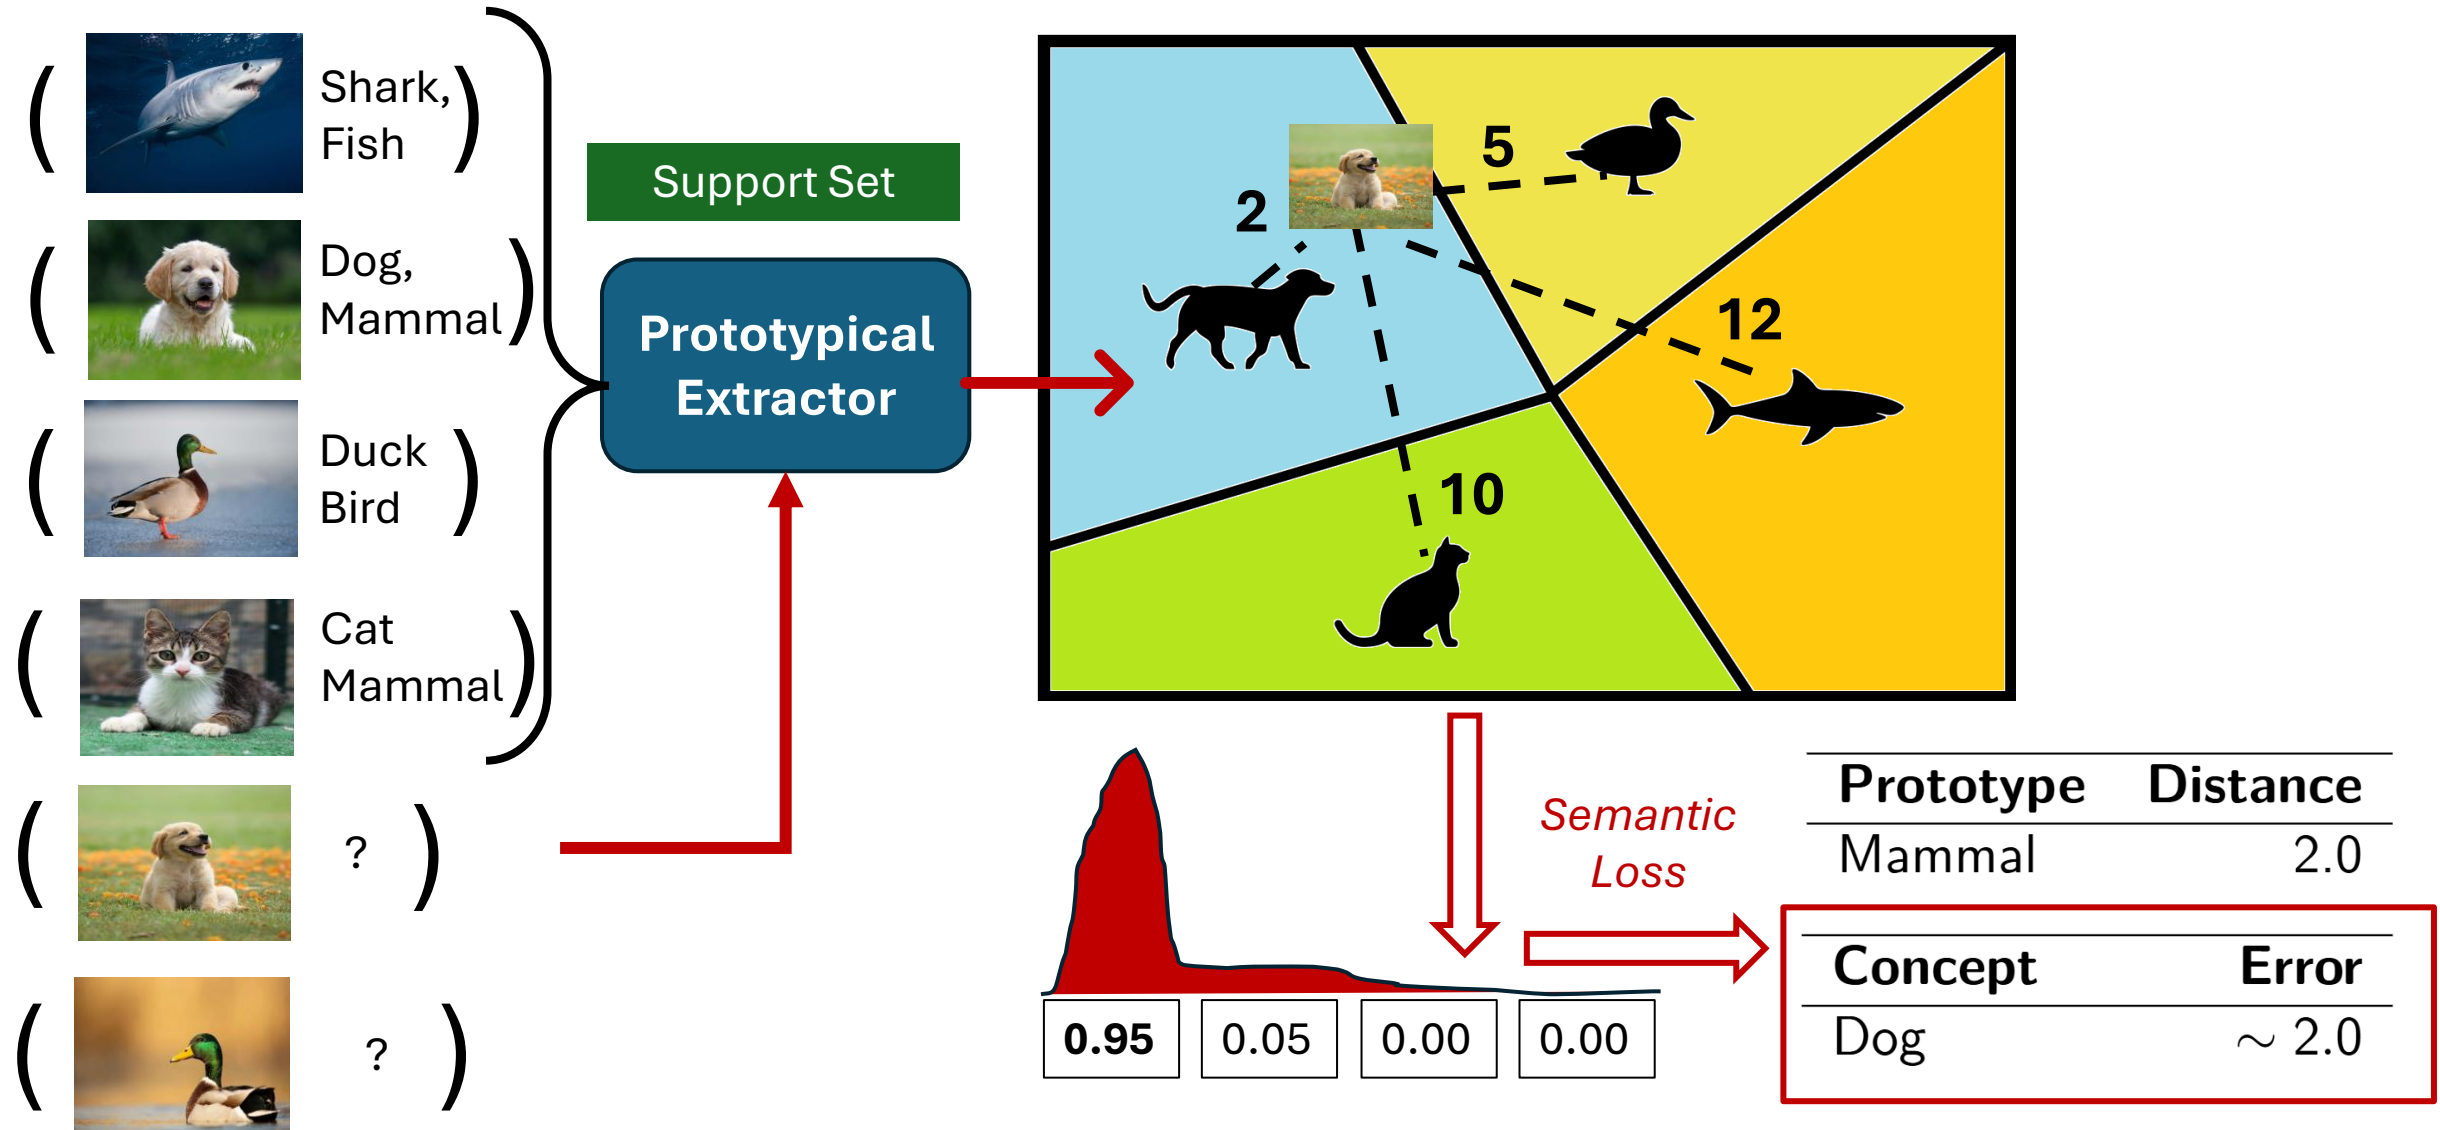 ( Shark,
Fish )
( Dog,
Mammal )
( Duck
Bird )
( Cat
Mammal )
( ? )
( ? )
Support Set
Prototypical
Extractor
2
5
12
10
0.95 0.05 0.00 0.00
Semantic
Loss
Prototype Distance
Mammal 2.0
Concept Error
Dog ∼ 2.0